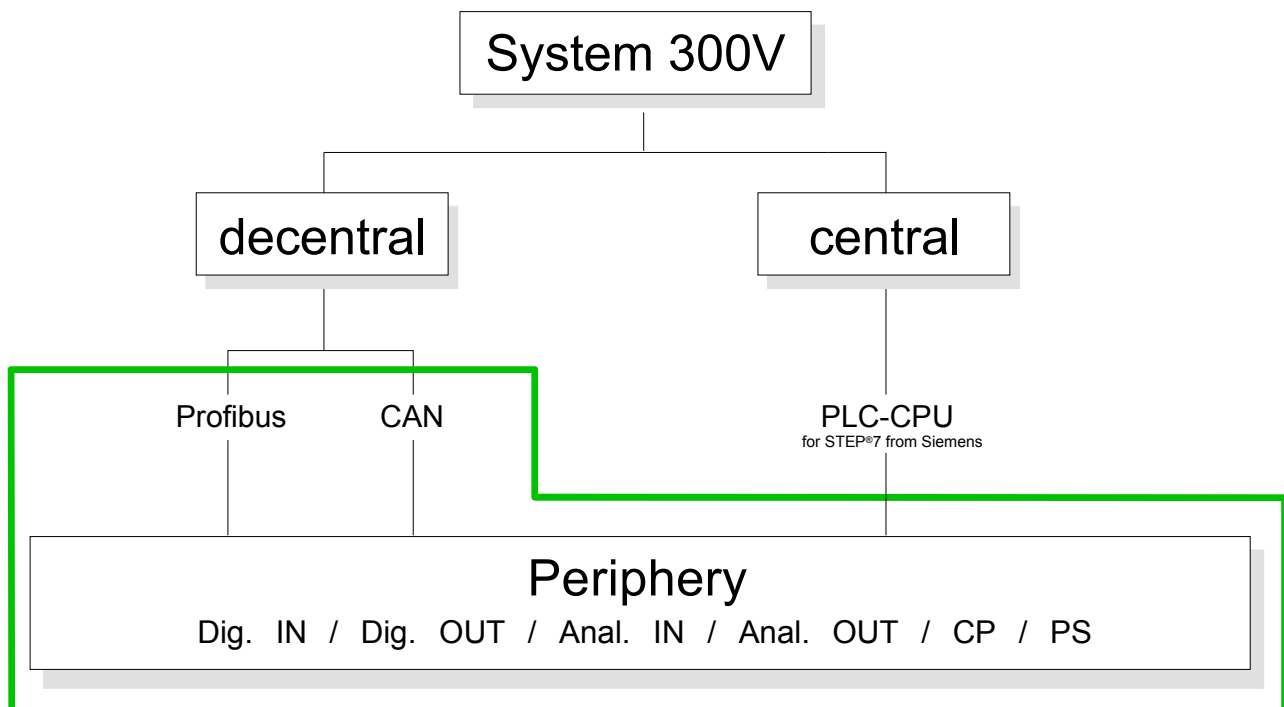 System 300V
decentral
central
Profibus
CAN
PLC-CPU
for STEP®7 from Siemens
Periphery
Dig. IN / Dig. OUT / Anal. IN / Anal. OUT / CP / PS